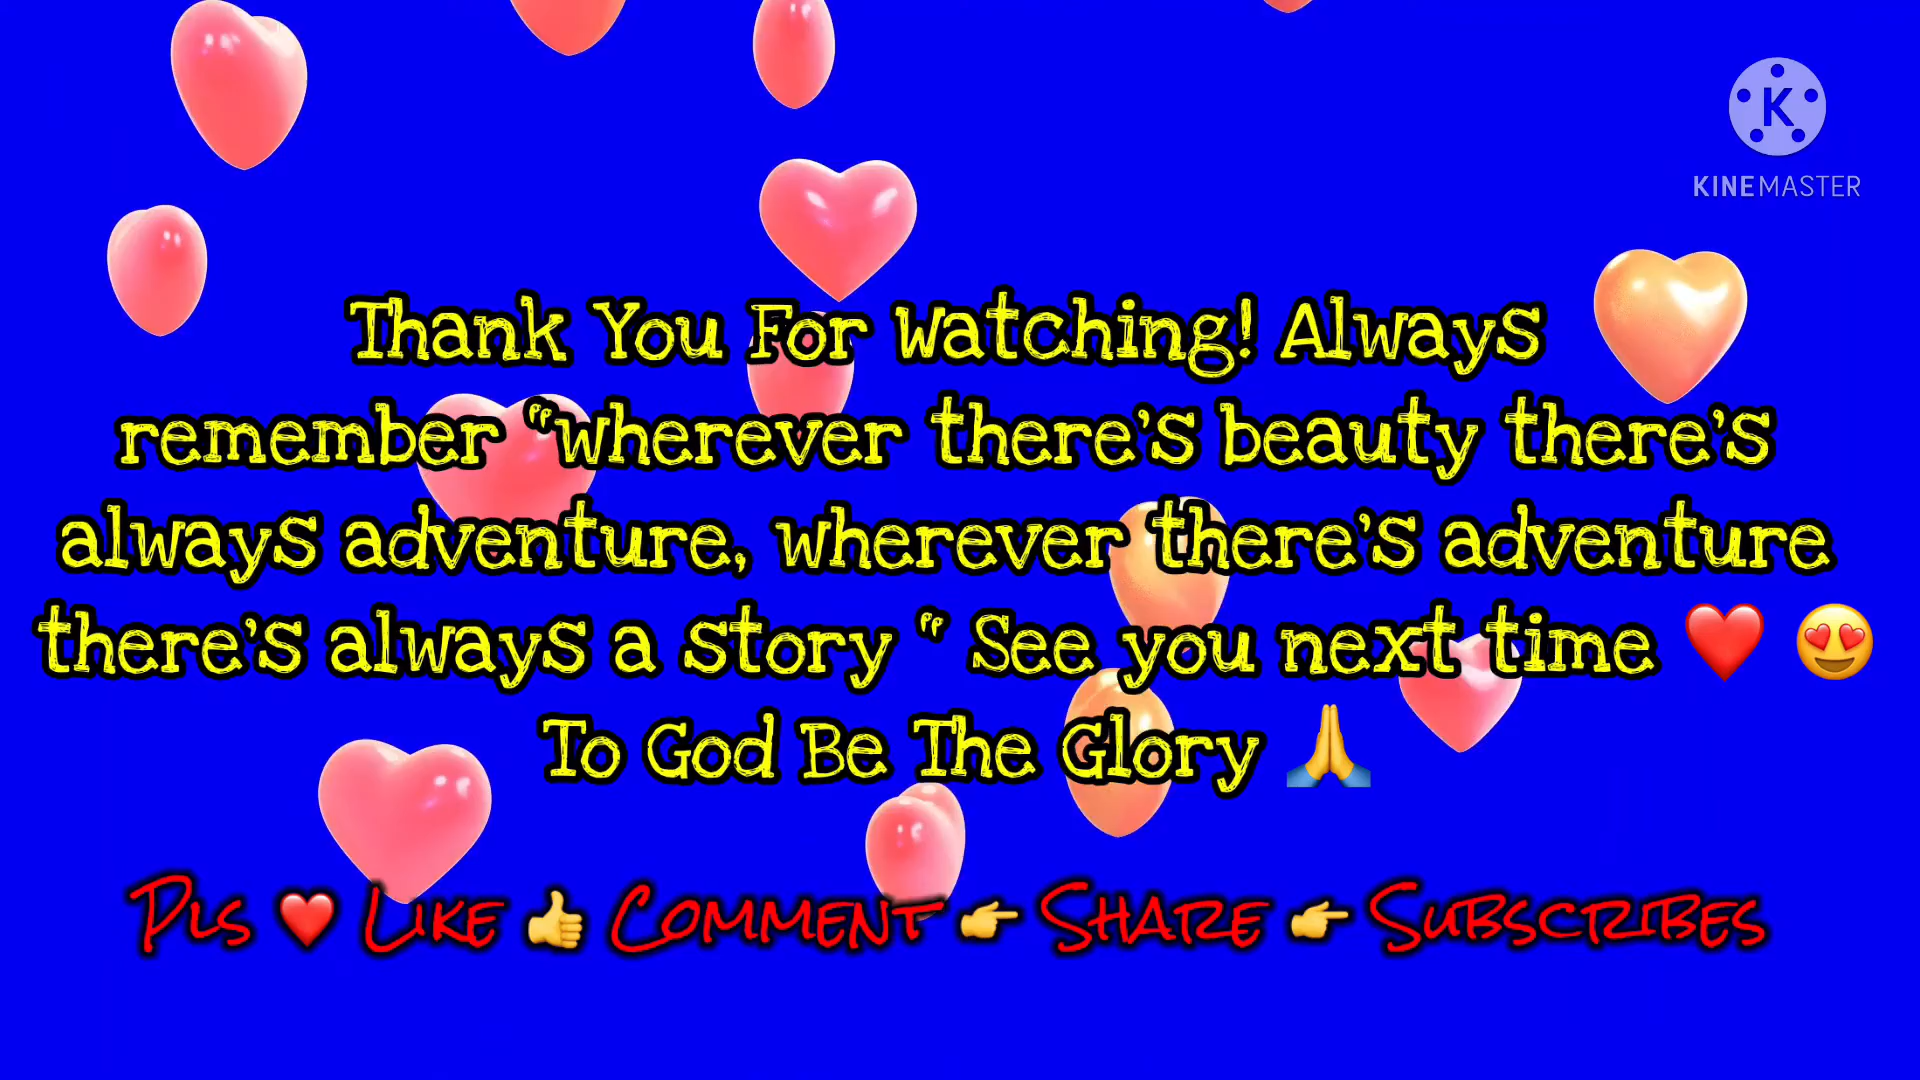 K
KINEMASTER
Thank You For Watching! Always
remember “wherever there’s beauty there’s
always adventure, wherever there’s adventure
there’s always a story “ See you next time ❤️ 😍
To God Be The Glory 🙏
Pls ❤️ Like 👍 Comment 👉 Share 👉 Subscribes